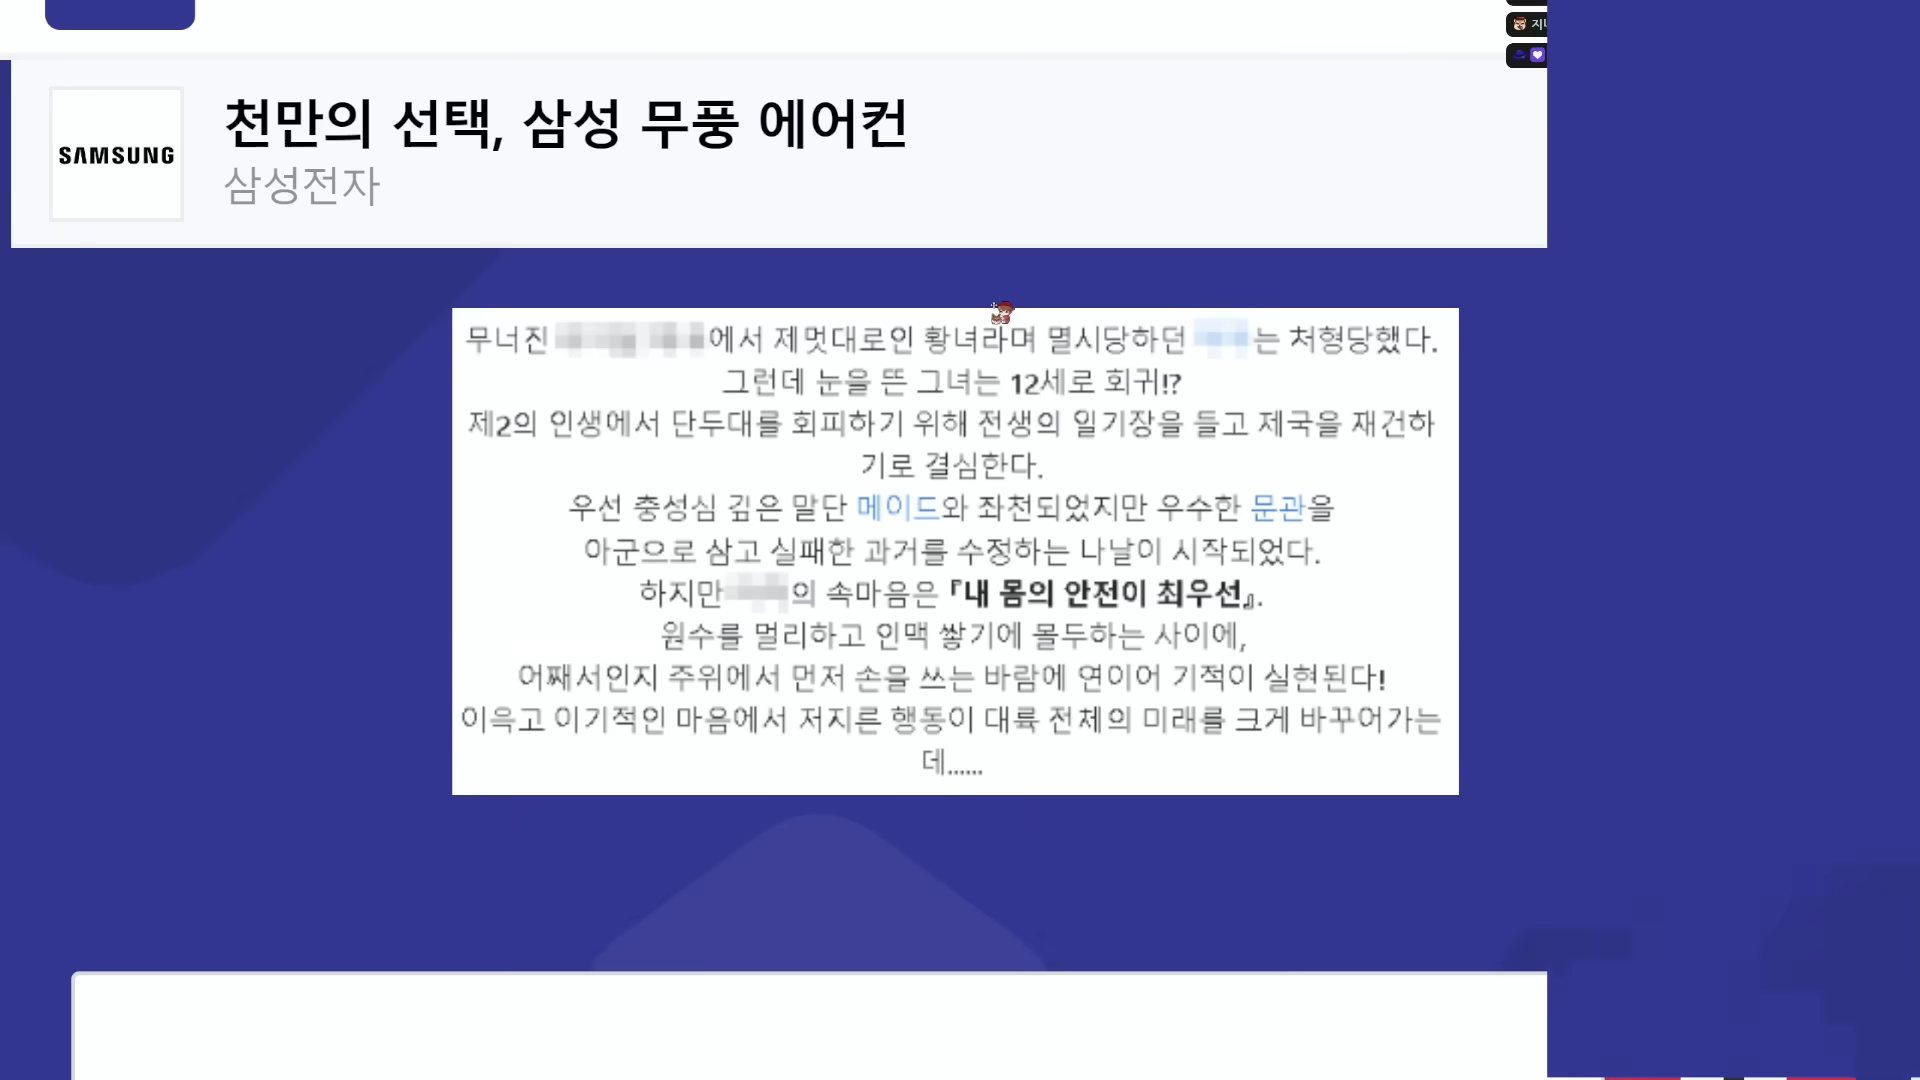 지니
SAMSUNG
천만의 선택, 삼성 무풍 에어컨
삼성전자
무너진 에서 제멋대로인 황녀라며 멸시당하던 는 처형당했다.
그런데 눈을 뜬 그녀는 12세로 회귀!?
제2의 인생에서 단두대를 회피하기 위해 전생의 일기장을 들고 제국을 재건하
기로 결심한다.
우선 충성심 깊은 말단 메이드와 좌천되었지만 우수한 문관을
아군으로 삼고 실패한 과거를 수정하는 나날이 시작되었다.
하지만 의 속마음은 『내 몸의 안전이 최우선』.
원수를 멀리하고 인맥 쌓기에 몰두하는 사이에,
어째서인지 주위에서 먼저 손을 쓰는 바람에 연이어 기적이 실현된다!
이윽고 이기적인 마음에서 저지른 행동이 대륙 전체의 미래를 크게 바꾸어가는
데......